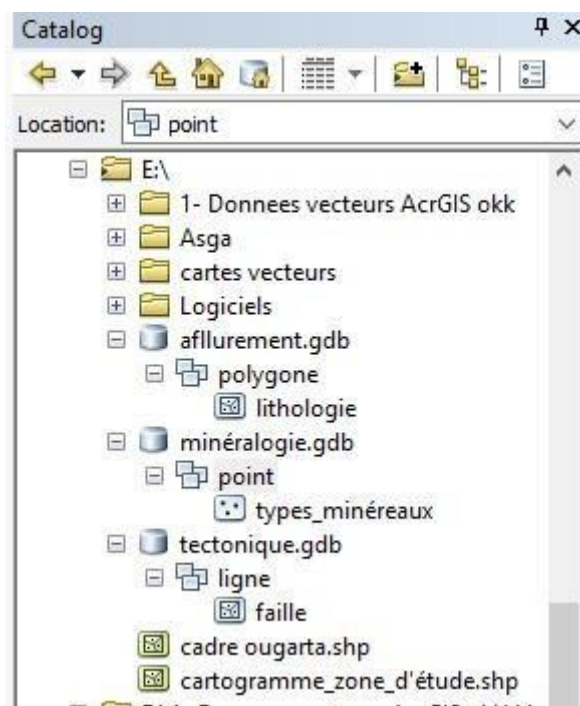 Catalog
Location: point
E:\
1- Donnees vecteurs AcrGIS okk
Asga
cartes vecteurs
Logiciels
afllurement.gdb
polygone
lithologie
minéralogie.gdb
point
types_minéreaux
tectonique.gdb
ligne
faille
cadre ougarta.shp
cartogramme_zone_d'étude.shp